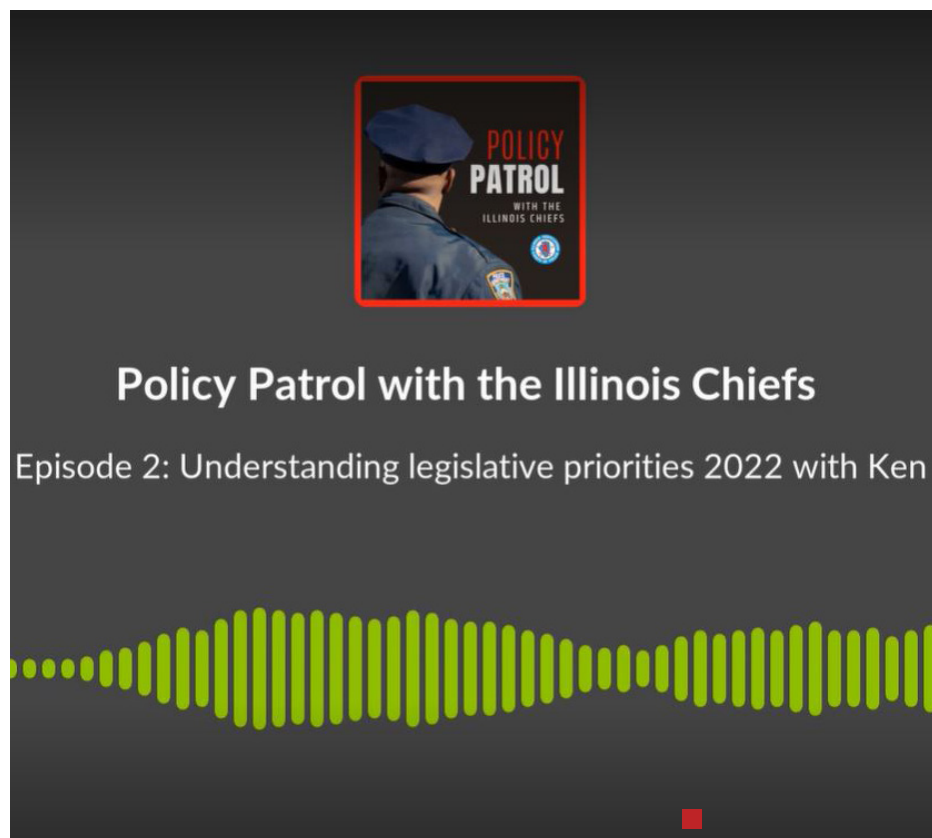 POLICY
PATROL
WITH THE
ILLINOIS CHIEFS
Policy Patrol with the Illinois Chiefs
Episode 2: Understanding legislative priorities 2022 with Ken